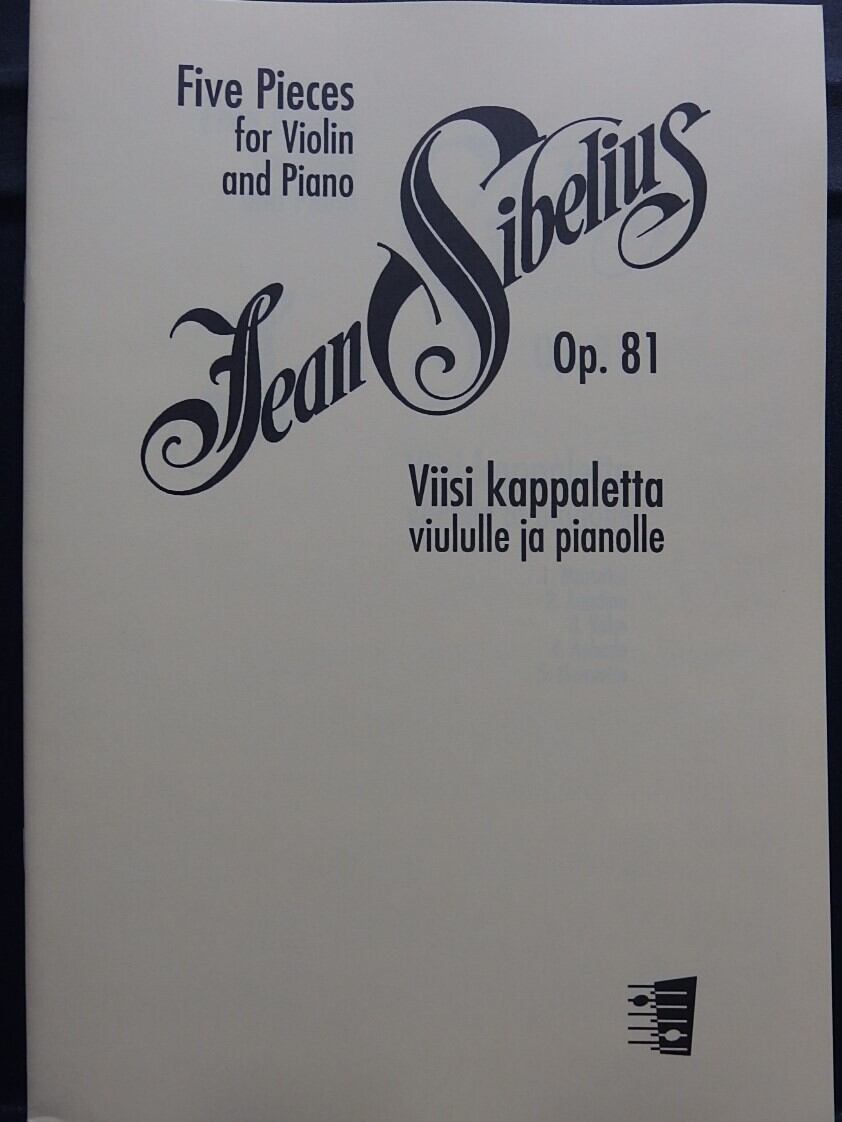 Five Pieces
for Violin
and Piano
Jean Sibelius
Op. 81
Viisi kappaletta
viululle ja pianolle